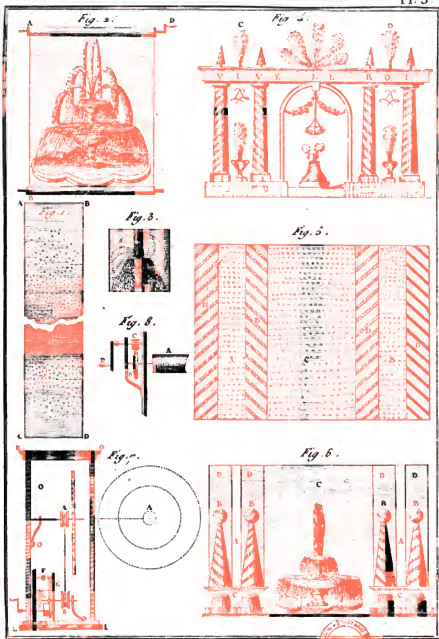 Pl. 3
Fig. 2.
A
D
B
Fig. 4.
C
D
VIVE LE ROI
A B
Fig. 1.
C D
Fig. 3.
Fig. 8.
C
A
Fig. 5.
D
B
A
C
D
B
D
Fig. 7.
A
A
F
Fig. 6.
D D
C
D D
B B
B B
A
A
C